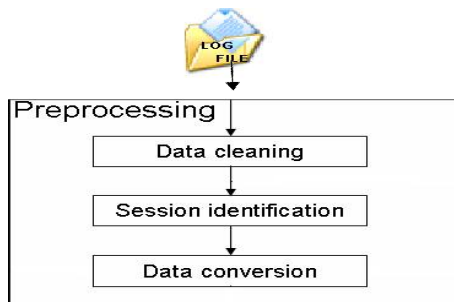 LOG
FILE
Preprocessing
Data cleaning
Session identification
Data conversion